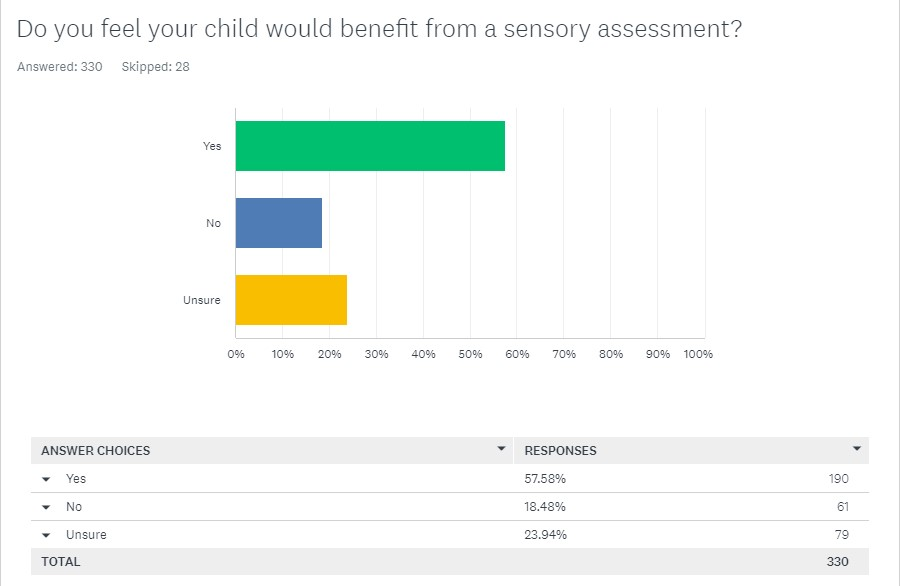 Do you feel your child would benefit from a sensory assessment?
Answered: 330 Skipped: 28
Yes
No
Unsure
0% 10% 20% 30% 40% 50% 60% 70% 80% 90% 100%
ANSWER CHOICES RESPONSES
Yes 57.58% 190
No 18.48% 61
Unsure 23.94% 79
TOTAL 330